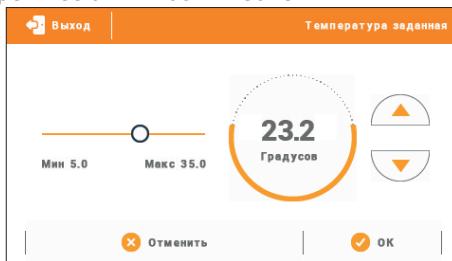 Выход
Температура заданная
23.2
Градусов
Мин 5.0
Макс 35.0
Отменить
ОК